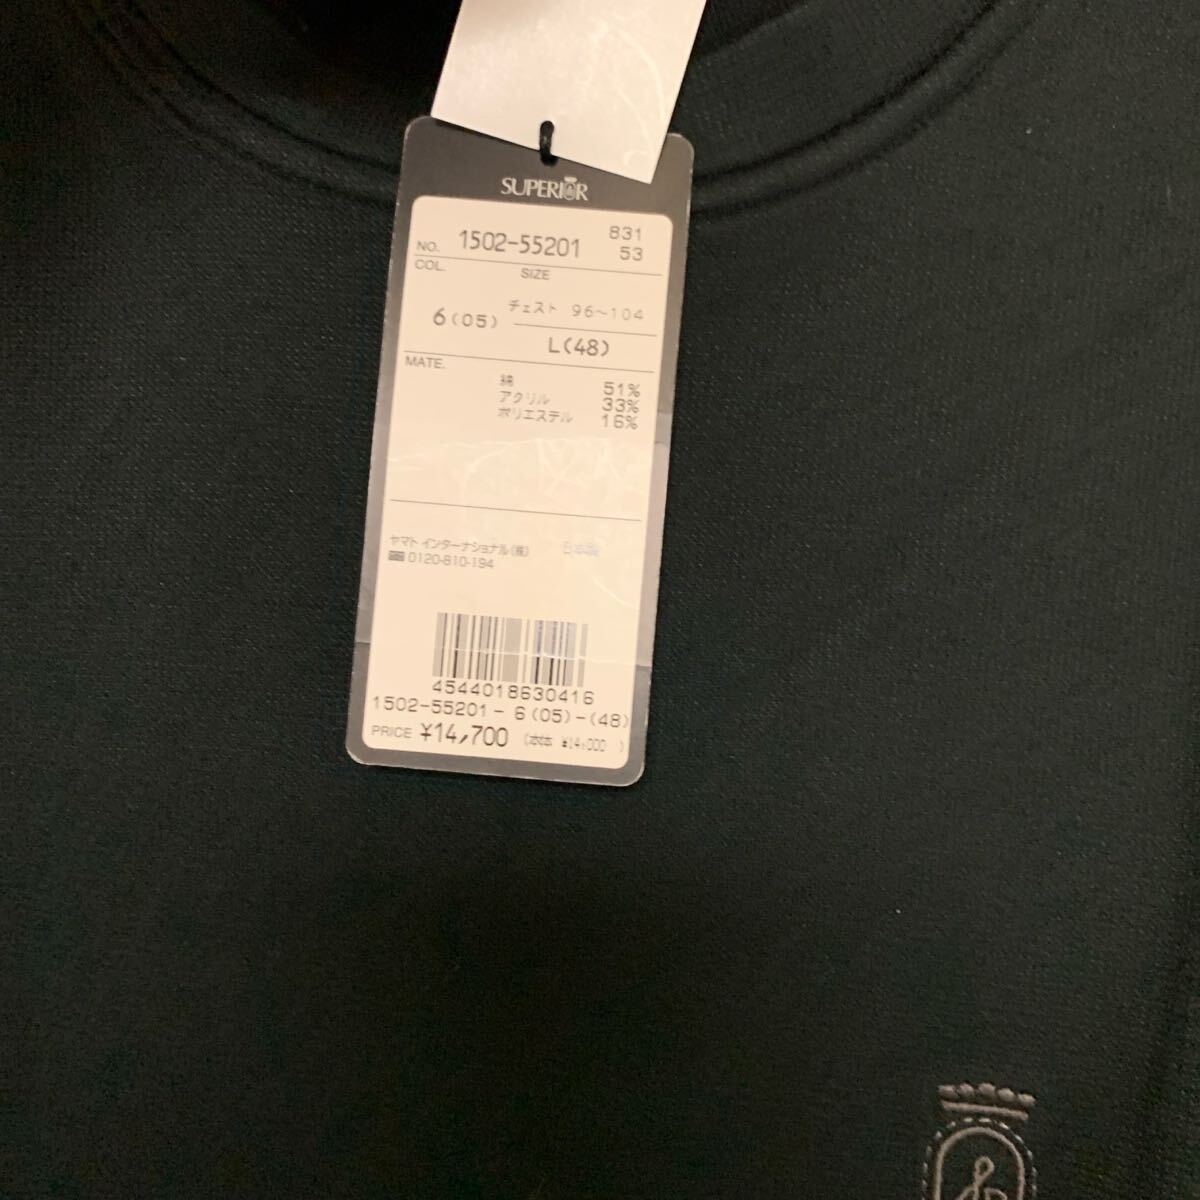 SUPERIOR
NO. 1502-55201 831
53
COL. SIZE
6(05) チェスト 96~104
L(48)
MATE.
綿 51%
アクリル 33%
ポリエステル 16%
ヤマト インターナショナル(株) 日本製
0120-810-194
4544018630416
1502-55201-6(05)-(48)
PRICE ¥14,700 (本体 ¥14,000 )